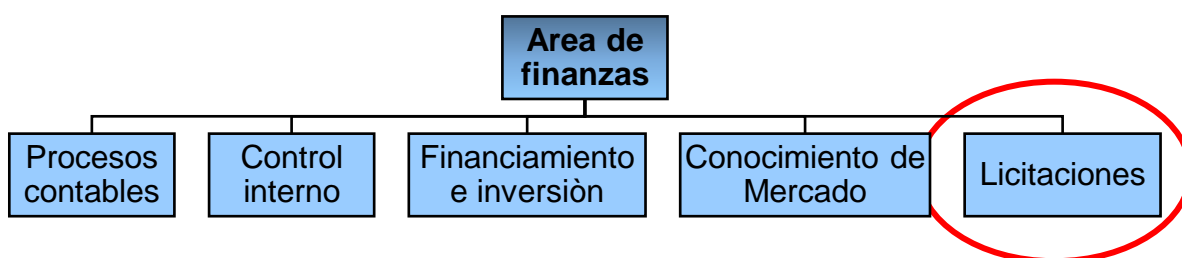 Area de
finanzas
Procesos
contables
Control
interno
Financiamiento
e inversiòn
Conocimiento de
Mercado
Licitaciones